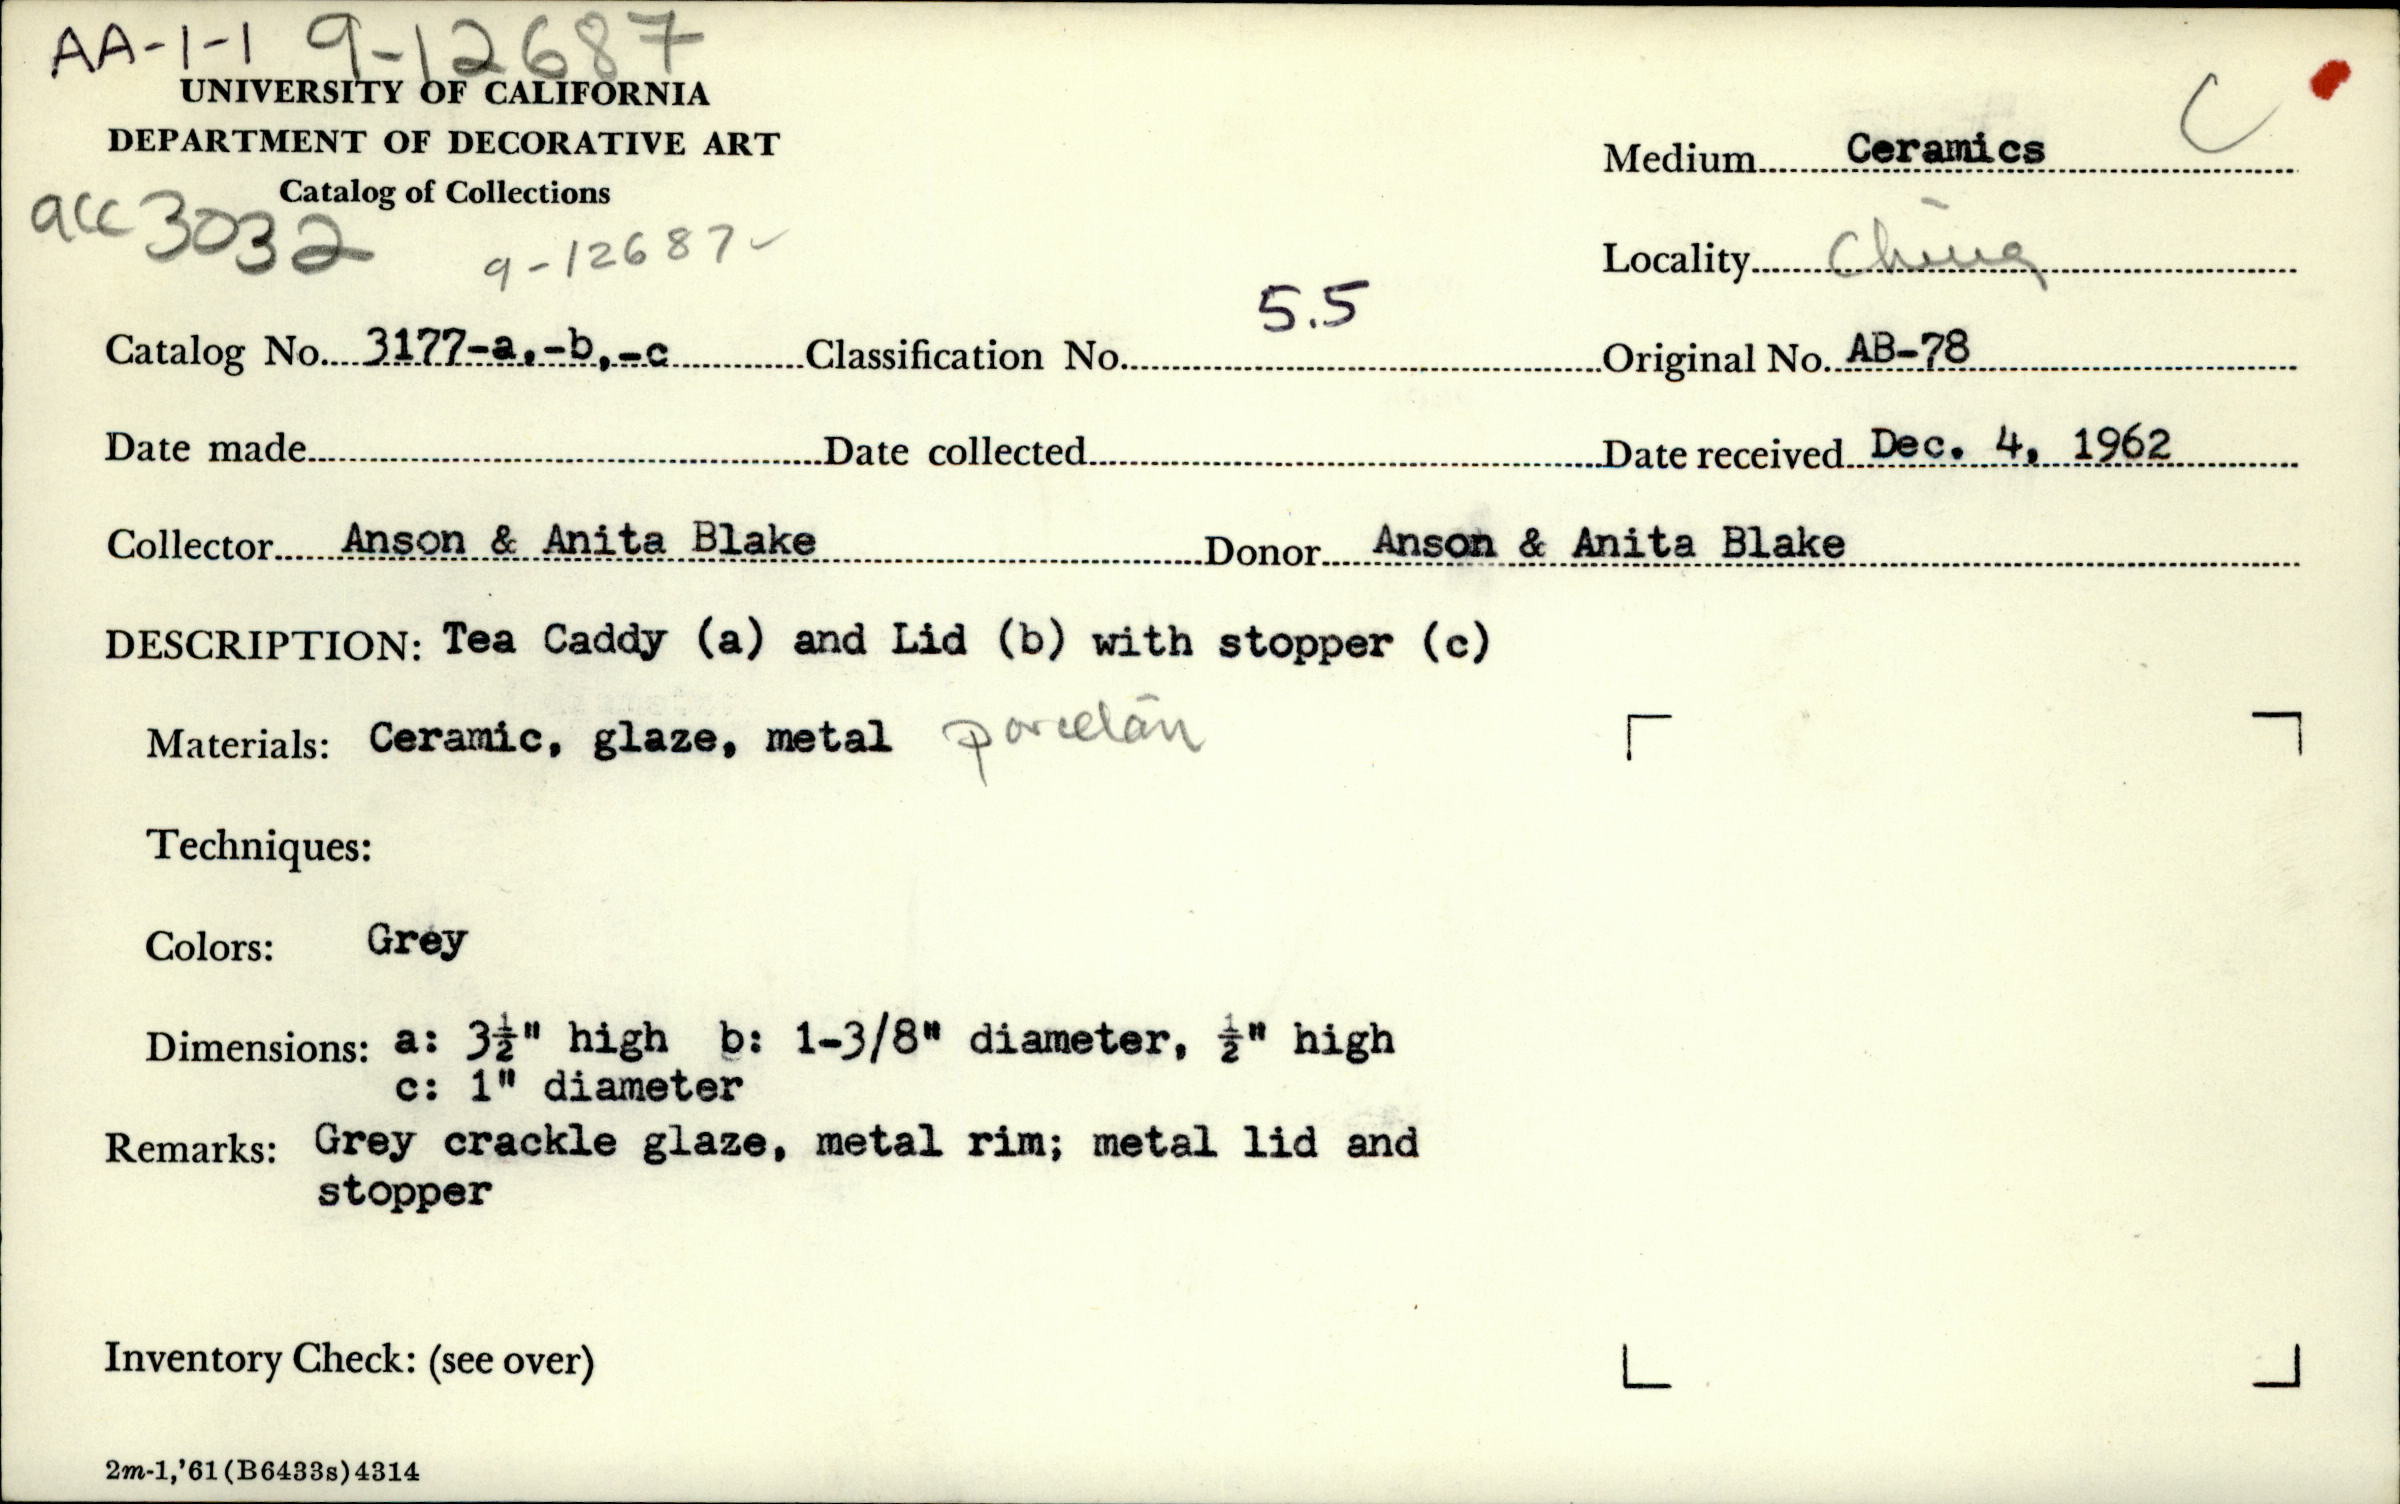 AA-1-1 9-12687
UNIVERSITY OF CALIFORNIA
DEPARTMENT OF DECORATIVE ART
Catalog of Collections
acc 3032
9-12687
C
Medium Ceramics
Locality China
Catalog No. 3177-a,-b,-c Classification No. 5.5 Original No. AB-78
Date made Date collected Date received Dec. 4, 1962
Collector Anson & Anita Blake Donor Anson & Anita Blake
DESCRIPTION: Tea Caddy (a) and Lid (b) with stopper (c)
Materials: Ceramic, glaze, metal porcelain
Techniques:
Colors: Grey
Dimensions: a: 3½" high b: 1-3/8" diameter, ½" high
c: 1" diameter
Remarks: Grey crackle glaze, metal rim; metal lid and
stopper
Inventory Check: (see over)
2m-1,'61(B6433s)4314